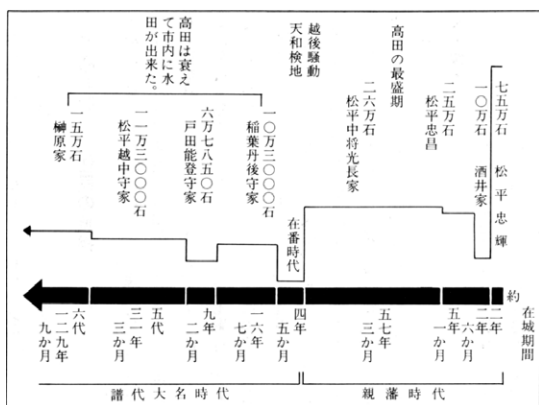 七五万石 松平忠輝
一〇万石 酒井家
二五万石
松平忠昌
高田の最盛期
二六万石
松平中将光長家
越後騒動
天和検地
在番時代
一〇万三〇〇〇石
稲葉丹後守家
六万七八五〇石
戸田能登守家
一一万三〇〇〇石
松平越中守家
一五万石
榊原家
高田は衰え
て市内に水
田が出来た。
在城期間
約
二年
二年
六か月
五年
一か月
五七年
三か月
四年
五か月
一六年
七か月
九年
二か月
五代
三一年
三か月
六代
一二九年
九か月
親藩時代
譜代大名時代